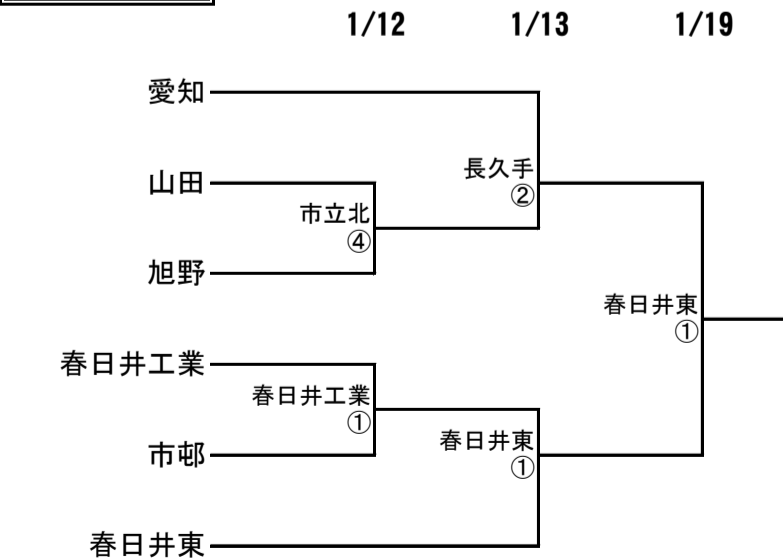 1/12 1/13 1/19
愛知
長久手
②
山田
市立北
④
旭野
春日井東
①
春日井工業
春日井工業
①
春日井東
①
市邨
春日井東